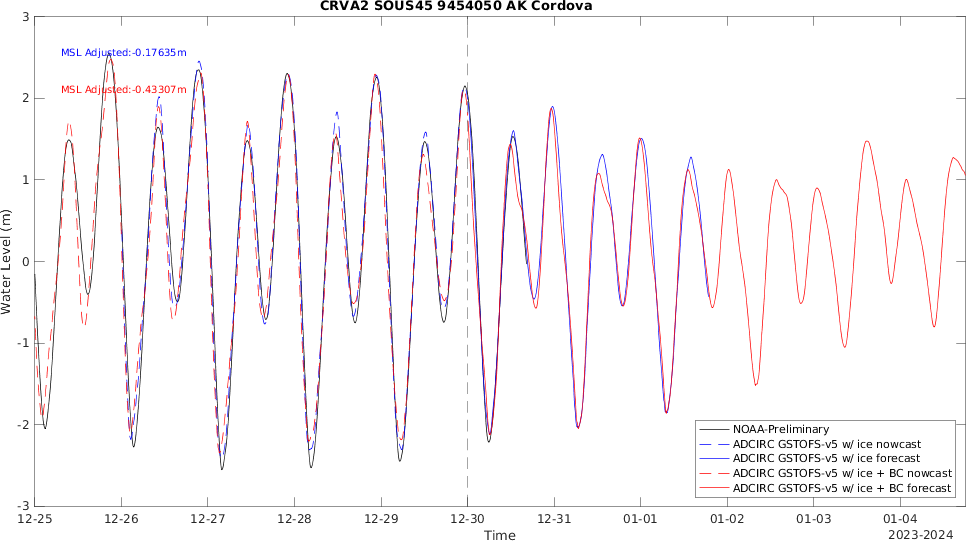 CRVA2 SOUS45 9454050 AK Cordova
3
MSL Adjusted:-0.17635m
MSL Adjusted:-0.43307m
2
1
0
-1
-2
-3
Water Level (m)
NOAA-Preliminary
ADCIRC GSTOFS-v5 w/ ice nowcast
ADCIRC GSTOFS-v5 w/ ice forecast
ADCIRC GSTOFS-v5 w/ ice + BC nowcast
ADCIRC GSTOFS-v5 w/ ice + BC forecast
12-25 12-26 12-27 12-28 12-29 12-30 12-31 01-01 01-02 01-03 01-04
Time
2023-2024